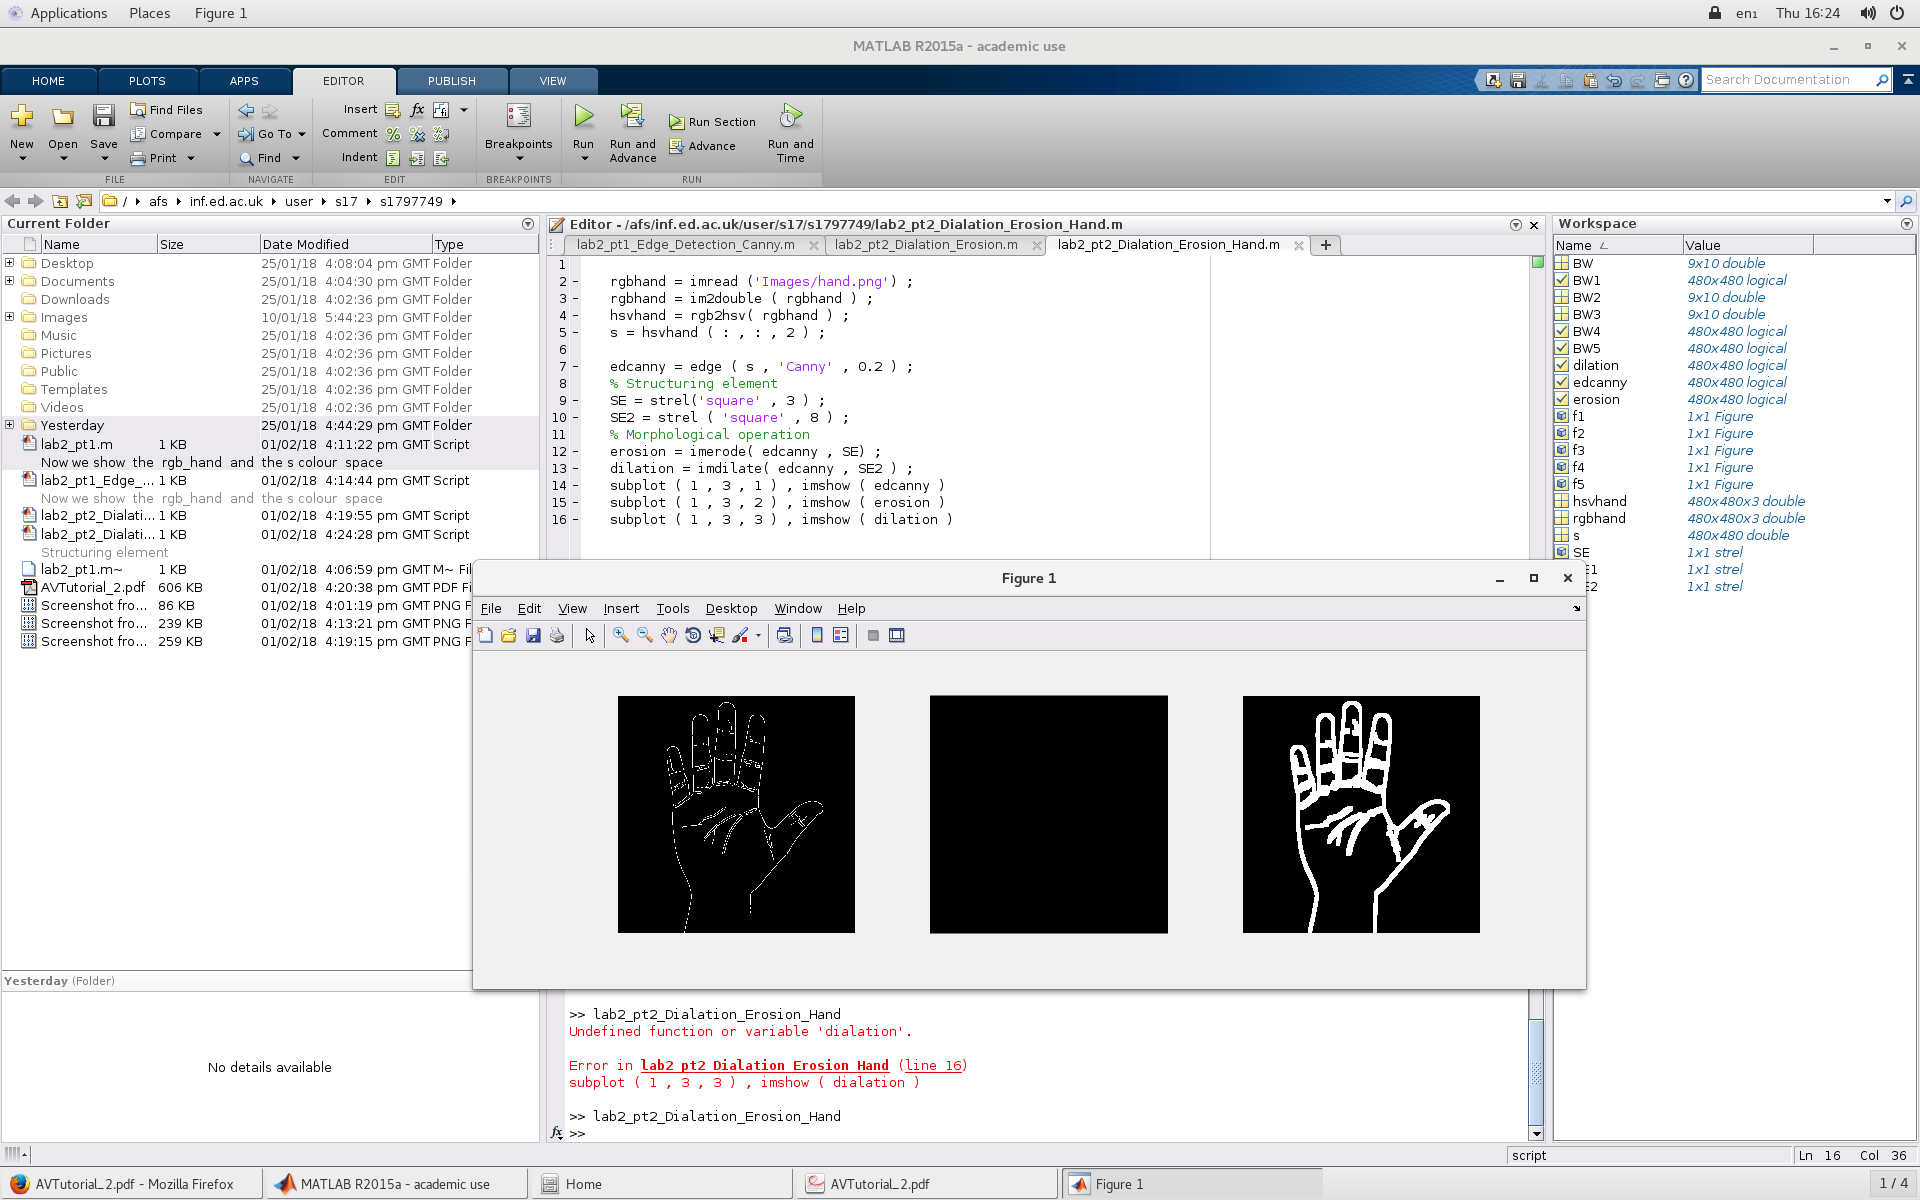 Applications Places Figure 1 en₁ Thu 16:24
MATLAB R2015a - academic use
HOME PLOTS APPS EDITOR PUBLISH VIEW Search Documentation
New Open Save Find Files Compare Print
Go To Find
Insert fx
Comment
Indent
Breakpoints
Run Run and Advance Run Section Advance Run and Time
FILE NAVIGATE EDIT BREAKPOINTS RUN
/ afs inf.ed.ac.uk user s17 s1797749
Current Folder
Name Size Date Modified Type
Desktop 25/01/18 4:08:04 pm GMT Folder
Documents 25/01/18 4:04:30 pm GMT Folder
Downloads 25/01/18 4:02:36 pm GMT Folder
Images 10/01/18 5:44:23 pm GMT Folder
Music 25/01/18 4:02:36 pm GMT Folder
Pictures 25/01/18 4:02:36 pm GMT Folder
Public 25/01/18 4:02:36 pm GMT Folder
Templates 25/01/18 4:02:36 pm GMT Folder
Videos 25/01/18 4:02:36 pm GMT Folder
Yesterday 25/01/18 4:44:29 pm GMT Folder
lab2_pt1.m 1 KB 01/02/18 4:11:22 pm GMT Script
Now we show the rgb_hand and the s colour space
lab2_pt1_Edge_... 1 KB 01/02/18 4:14:44 pm GMT Script
Now we show the rgb_hand and the s colour space
lab2_pt2_Dialati... 1 KB 01/02/18 4:19:55 pm GMT Script
lab2_pt2_Dialati... 1 KB 01/02/18 4:24:28 pm GMT Script
Structuring element
lab2_pt1.m~ 1 KB 01/02/18 4:06:59 pm GMT M~ Fil
AVTutorial_2.pdf 606 KB 01/02/18 4:20:38 pm GMT PDF Fi
Screenshot fro... 86 KB 01/02/18 4:01:19 pm GMT PNG F
Screenshot fro... 239 KB 01/02/18 4:13:21 pm GMT PNG F
Screenshot fro... 259 KB 01/02/18 4:19:15 pm GMT PNG F
Yesterday (Folder)
No details available
Editor - /afs/inf.ed.ac.uk/user/s17/s1797749/lab2_pt2_Dialation_Erosion_Hand.m
lab2_pt1_Edge_Detection_Canny.m lab2_pt2_Dialation_Erosion.m lab2_pt2_Dialation_Erosion_Hand.m +
1
2 - rgbhand = imread ('Images/hand.png') ;
3 - rgbhand = im2double ( rgbhand ) ;
4 - hsvhand = rgb2hsv( rgbhand ) ;
5 - s = hsvhand ( : , : , 2 ) ;
6
7 - edcanny = edge ( s , 'Canny' , 0.2 ) ;
8 % Structuring element
9 - SE = strel('square' , 3 ) ;
10 - SE2 = strel ( 'square' , 8 ) ;
11 % Morphological operation
12 - erosion = imerode( edcanny , SE) ;
13 - dilation = imdilate( edcanny , SE2 ) ;
14 - subplot ( 1 , 3 , 1 ) , imshow ( edcanny )
15 - subplot ( 1 , 3 , 2 ) , imshow ( erosion )
16 - subplot ( 1 , 3 , 3 ) , imshow ( dilation )
Workspace
Name Value
BW 9x10 double
BW1 480x480 logical
BW2 9x10 double
BW3 9x10 double
BW4 480x480 logical
BW5 480x480 logical
dilation 480x480 logical
edcanny 480x480 logical
erosion 480x480 logical
f1 1x1 Figure
f2 1x1 Figure
f3 1x1 Figure
f4 1x1 Figure
f5 1x1 Figure
hsvhand 480x480x3 double
rgbhand 480x480x3 double
s 480x480 double
SE 1x1 strel
E1 1x1 strel
E2 1x1 strel
Figure 1
File Edit View Insert Tools Desktop Window Help
>> lab2_pt2_Dialation_Erosion_Hand
Undefined function or variable 'dialation'.
Error in lab2_pt2_Dialation_Erosion_Hand (line 16)
subplot ( 1 , 3 , 3 ) , imshow ( dialation )
>> lab2_pt2_Dialation_Erosion_Hand
fx >>
script Ln 16 Col 36
AVTutorial_2.pdf - Mozilla Firefox MATLAB R2015a - academic use Home AVTutorial_2.pdf Figure 1 1 / 4